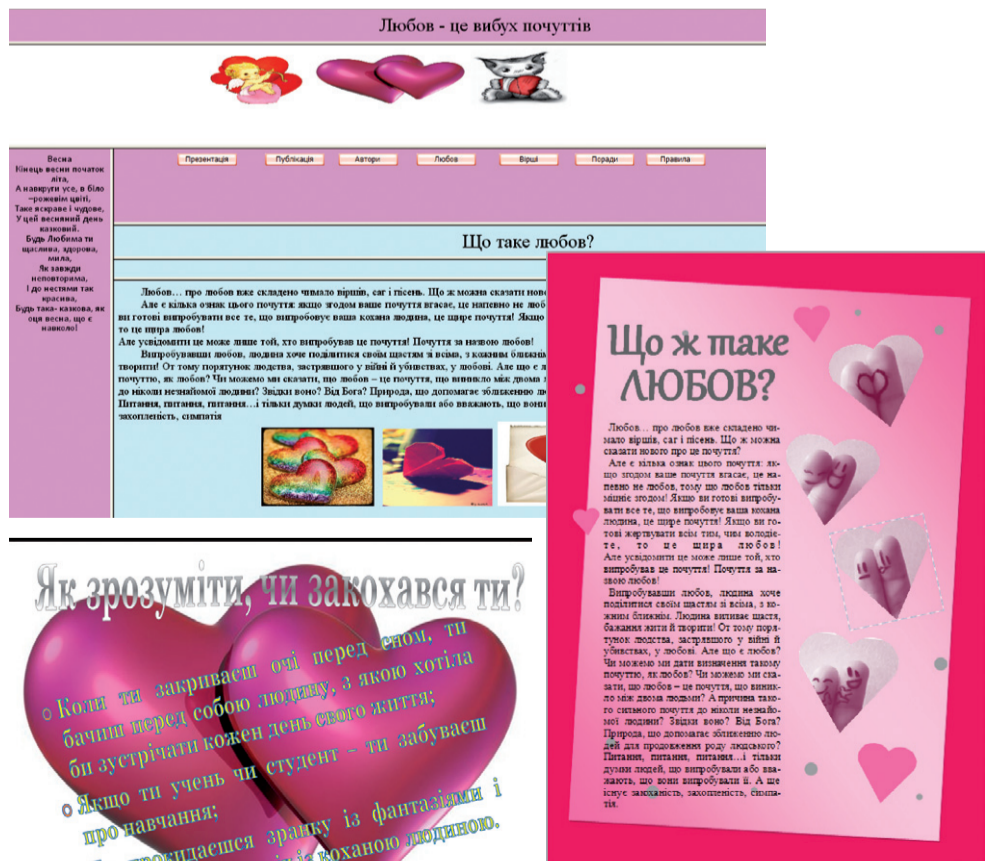 Любов - це вибух почуттів
Весна
Кінець весни початок
літа,
А навкруги усе, в біло
–рожевім цвіті,
Таке яскраве і чудове,
У цей весняний день
казковий.
Будь Любима ти
щаслива, здорова,
мила,
Як завжди
неповторима,
І до нестями так
красива,
Будь така- казкова, як
оця весна, що є
навколо!
Презентація Публікація Автори Любов Вірші Поради Правила
Що таке любов?
Любов… про любов вже складено чимало віршів, саг і пісень. Що ж можна сказати
Але є кілька ознак цього почуття: якщо згодом ваше почуття вгасає, це напевно не
ви готові випробувати все те, що випробовує ваша кохана людина, це щире почуття! Якщо
то це щира любов!
Але усвідомити це може лише той, хто випробував це почуття! Почуття за назвою любов!
Випробувавши любов, людина хоче поділитися своїм щастям зі всіма, з кожним ближнім
творити! От тому порятунок людства, застрявшого у війні й убивствах, у любові. Але що є
почуттю, як любов? Чи можемо ми сказати, що любов – це почуття, що виникло між двома
до ніколи незнайомої людини? Звідки воно? Від Бога? Природа, що допомагає зближенню
Питання, питання, питання…і тільки думки людей, що випробували або вважають, що вони
захопленість, симпатія
Як зрозуміти, чи закохався ти?
Коли ти закриваєш очі перед сном, ти
бачиш перед собою людину, з якою хотіла
би зустрічати кожен день свого життя;
Якщо ти учень чи студент – ти забуваєш
про навчання;
прокидаєшся зранку із фантазіями і
із коханою людиною.
Що ж таке
ЛЮБОВ?
Любов… про любов вже складено чи-
мало віршів, саг і пісень. Що ж можна
сказати нового про це почуття?
Але є кілька ознак цього почуття: як-
що згодом ваше почуття вгасає, це на-
певно не любов, тому що любов тільки
міцніє згодом! Якщо ви готові випробу-
вати все те, що випробовує ваша кохана
людина, це щире почуття! Якщо ви го-
тові жертвувати всім тим, чим володіє-
те, то це щира любов!
Але усвідомити це може лише той, хто
випробував це почуття! Почуття за на-
звою любов!
Випробувавши любов, людина хоче
поділитися своїм щастям зі всіма, з ко-
жним ближнім. Людина виливає щастя,
бажання жити й творити! От тому поря-
тунок людства, застрявшого у війні й
убивствах, у любові. Але що є любов?
Чи можемо ми дати визначення такому
почуттю, як любов? Чи можемо ми ска-
зати, що любов – це почуття, що виник-
ло між двома людьми? А причина тако-
го сильного почуття до ніколи незнайо-
мої людини? Звідки воно? Від Бога?
Природа, що допомагає зближенню лю-
дей для продовження роду людського?
Питання, питання, питання…і тільки
думки людей, що випробували або вва-
жають, що вони випробували її. А ще
існує закоханість, захопленість, симпа-
тія.